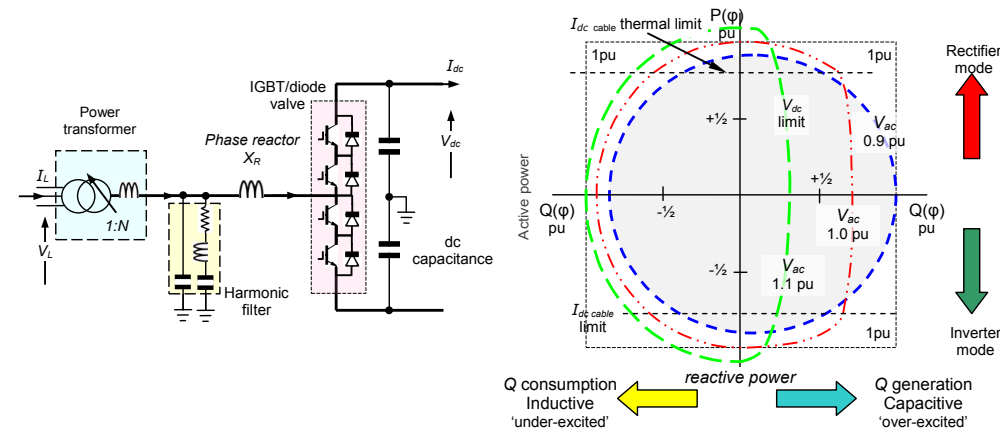 Power
transformer
I_L
V_L
1:N
Harmonic
filter
Phase reactor
X_R
IGBT/diode
valve
I_dc
V_dc
dc
capacitance
I_dc cable thermal limit
P(φ)
pu
1pu
1pu
V_dc
limit
+½
V_ac
0.9 pu
+½
-½
Q(φ)
pu
Q(φ)
pu
Active power
V_ac
1.0 pu
-½
V_ac
1.1 pu
I_dc cable
limit
1pu
reactive power
Rectifier
mode
Inverter
mode
Q consumption
Inductive
‘under-excited’
Q generation
Capacitive
‘over-excited’